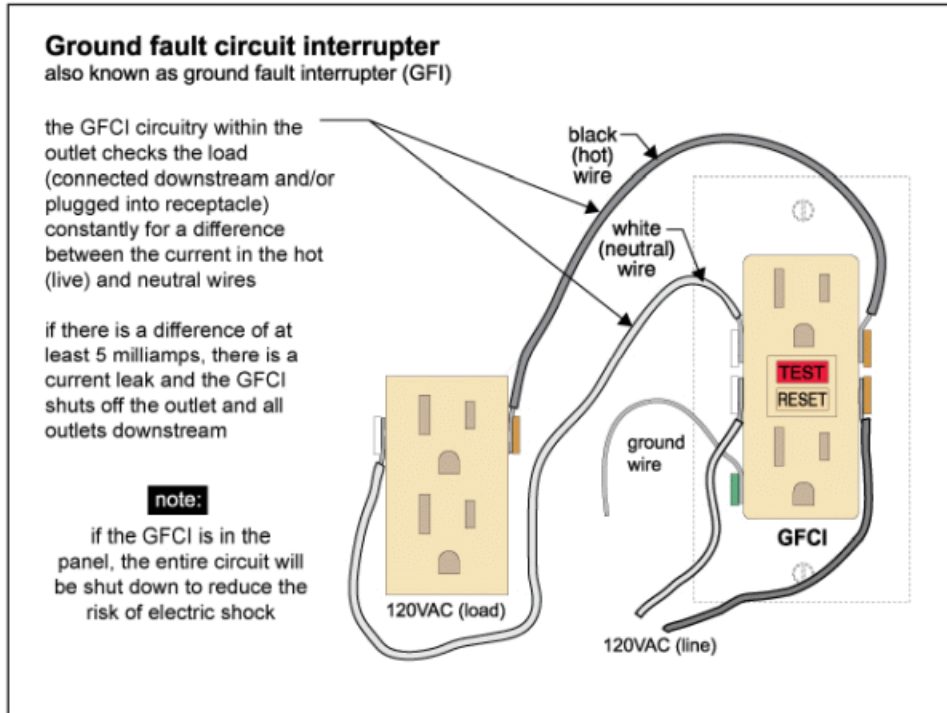 Ground fault circuit interrupter
also known as ground fault interrupter (GFI)
the GFCI circuitry within the
outlet checks the load
(connected downstream and/or
plugged into receptacle)
constantly for a difference
between the current in the hot
(live) and neutral wires
if there is a difference of at
least 5 milliamps, there is a
current leak and the GFCI
shuts off the outlet and all
outlets downstream
note:
if the GFCI is in the
panel, the entire circuit will
be shut down to reduce the
risk of electric shock
black
(hot)
wire
white
(neutral)
wire
TEST
RESET
ground
wire
GFCI
120VAC (load)
120VAC (line)